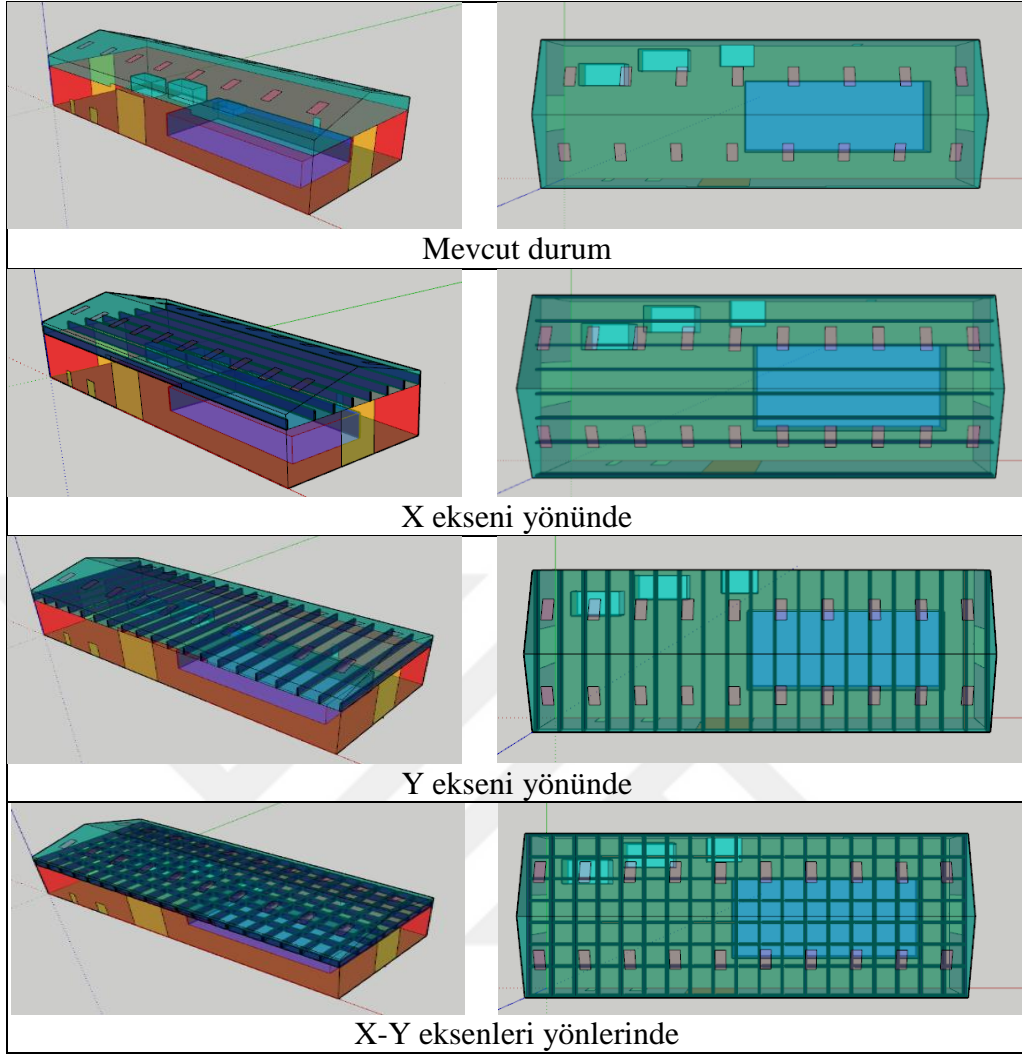 Mevcut durum
X ekseni yönünde
Y ekseni yönünde
X-Y eksenleri yönlerinde